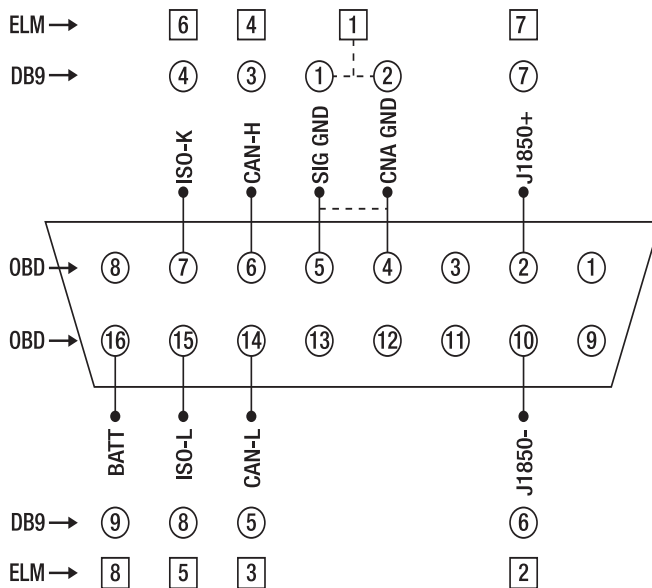 ELM 6 4 1 7
DB9 4 3 1 2 7
ISO-K CAN-H SIG GND CNA GND J1850+
OBD 8 7 6 5 4 3 2 1
OBD 16 15 14 13 12 11 10 9
BATT ISO-L CAN-L J1850-
DB9 9 8 5 6
ELM 8 5 3 2